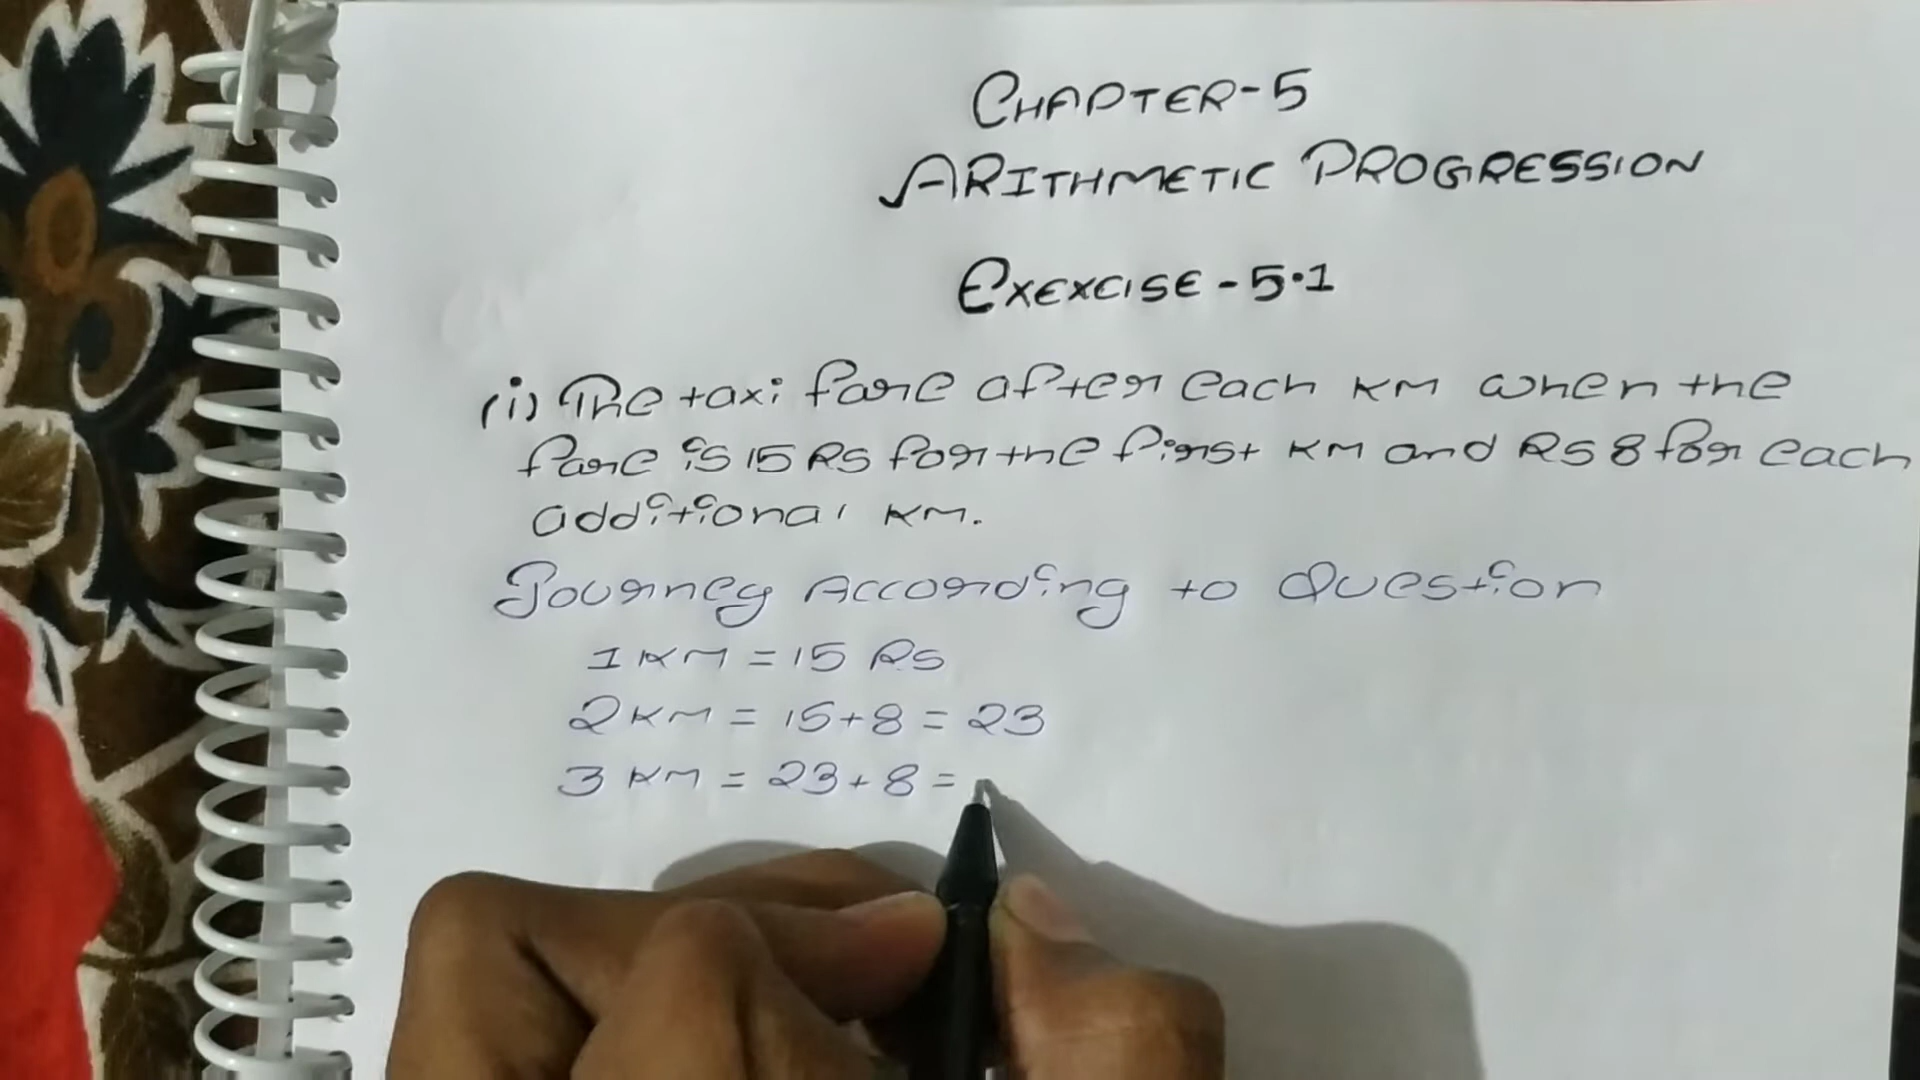 CHAPTER-5
ARITHMETIC PROGRESSION
EXEXCISE-5.1
(i) The taxi fare after each KM when the
fare is 15 RS for the first KM and RS 8 for each
additional KM.
Journey According to Question
1 KM = 15 RS
2 KM = 15+8 = 23
3 KM = 23+8 =